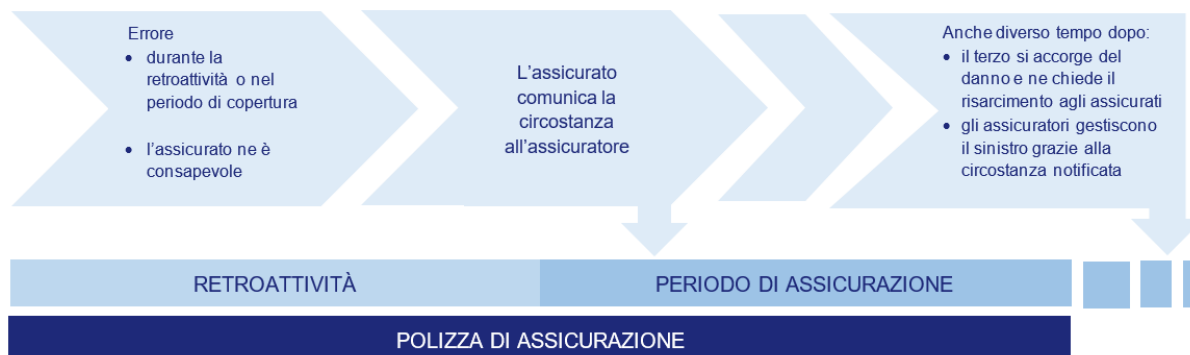 Errore
• durante la
retroattività o nel
periodo di copertura
• l'assicurato ne è
consapevole
L'assicurato
comunica la
circostanza
all'assicuratore
Anche diverso tempo dopo:
• il terzo si accorge del
danno e ne chiede il
risarcimento agli assicurati
• gli assicuratori gestiscono
il sinistro grazie alla
circostanza notificata
RETROATTIVITÀ
PERIODO DI ASSICURAZIONE
POLIZZA DI ASSICURAZIONE